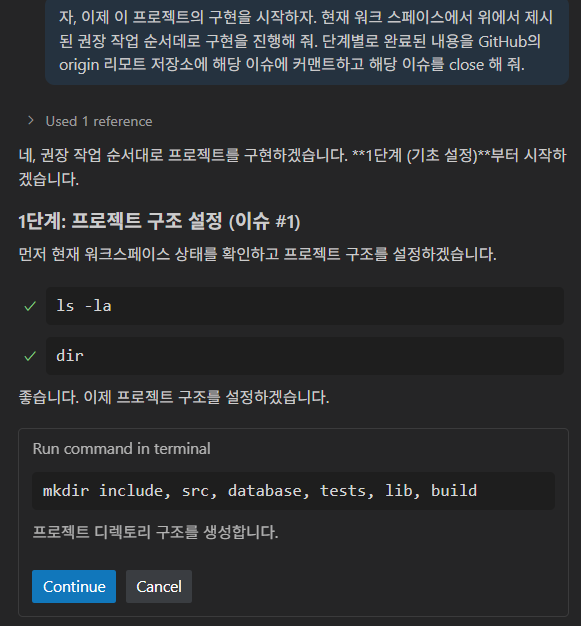 자, 이제 이 프로젝트의 구현을 시작하자. 현재 워크 스페이스에서 위에서 제시
된 권장 작업 순서대로 구현을 진행해 줘. 단계별로 완료된 내용을 GitHub의
origin 리모트 저장소에 해당 이슈에 커맨트하고 해당 이슈를 close 해 줘.
Used 1 reference
네, 권장 작업 순서대로 프로젝트를 구현하겠습니다. **1단계 (기초 설정)**부터 시작하
겠습니다.
1단계: 프로젝트 구조 설정 (이슈 #1)
먼저 현재 워크스페이스 상태를 확인하고 프로젝트 구조를 설정하겠습니다.
ls -la
dir
좋습니다. 이제 프로젝트 구조를 설정하겠습니다.
Run command in terminal
mkdir include, src, database, tests, lib, build
프로젝트 디렉토리 구조를 생성합니다.
Continue Cancel